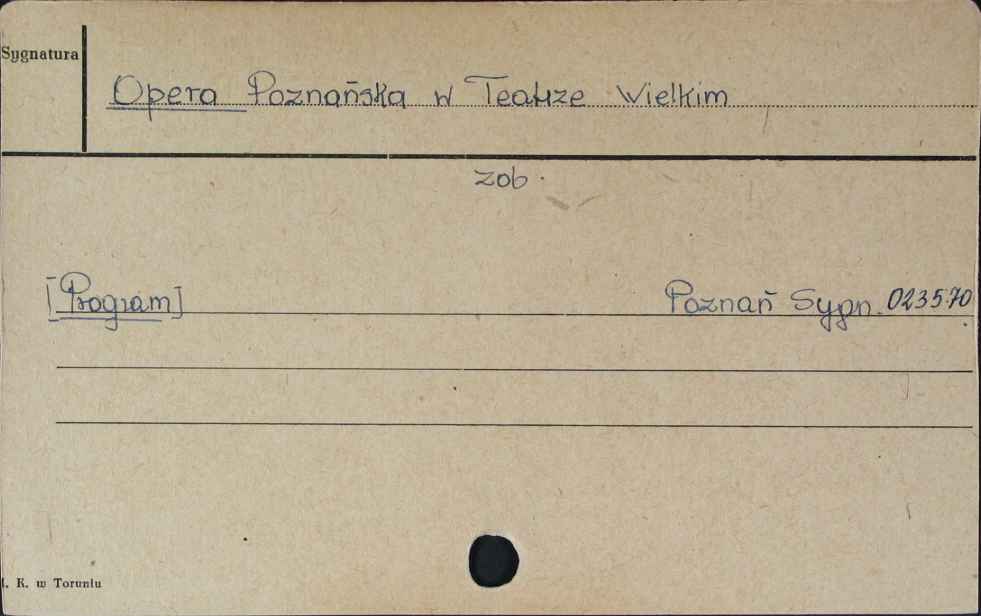 Sygnatura
Opera Poznańska w Teatrze Wielkim
zob.
[Program] Poznań Sygn. 023570
K. w Toruniu